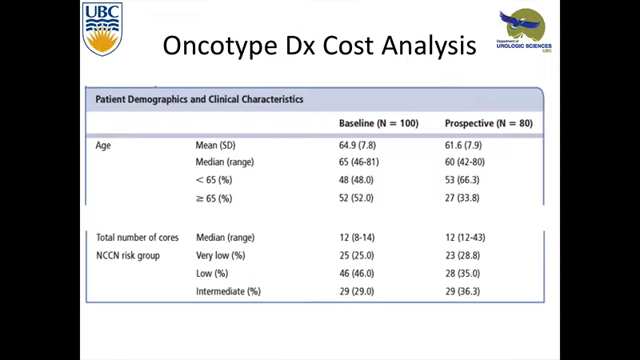 UBC
Oncotype Dx Cost Analysis
Department of
UROLOGIC SCIENCES
UBC
Patient Demographics and Clinical Characteristics
Baseline (N = 100) Prospective (N = 80)
Age Mean (SD) 64.9 (7.8) 61.6 (7.9)
Median (range) 65 (46-81) 60 (42-80)
< 65 (%) 48 (48.0) 53 (66.3)
≥ 65 (%) 52 (52.0) 27 (33.8)
Total number of cores Median (range) 12 (8-14) 12 (12-43)
NCCN risk group Very low (%) 25 (25.0) 23 (28.8)
Low (%) 46 (46.0) 28 (35.0)
Intermediate (%) 29 (29.0) 29 (36.3)